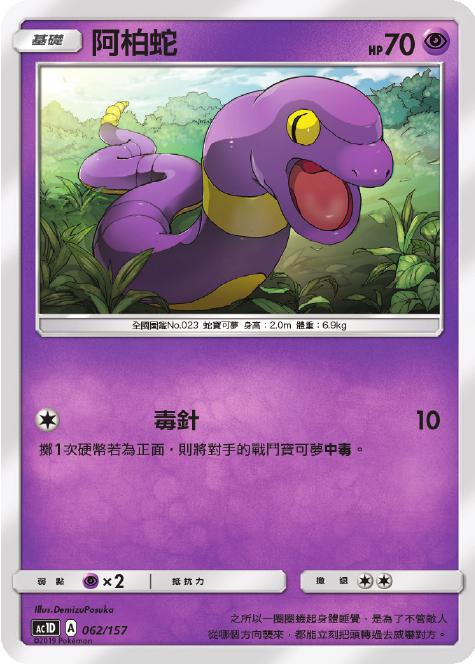 基礎 阿柏蛇 HP70
全國圖鑑No.023 蛇寶可夢 身高：2.0m 體重：6.9kg
毒針 10
擲1次硬幣若為正面，則將對手的戰鬥寶可夢中毒。
弱點 ×2 抵抗力 撤退
Illus.DemizuPosuka
AC1D A 062/157
©2019 Pokémon
之所以一圈圈蜷起身體睡覺，是為了不管敵人
從哪個方向襲來，都能立刻把頭轉過去威嚇對方。